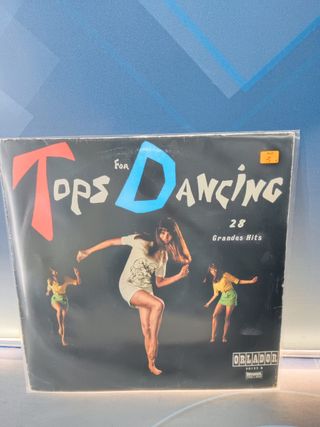 TOPS FOR DANCING
28
Grandes Hits
ORLADOR